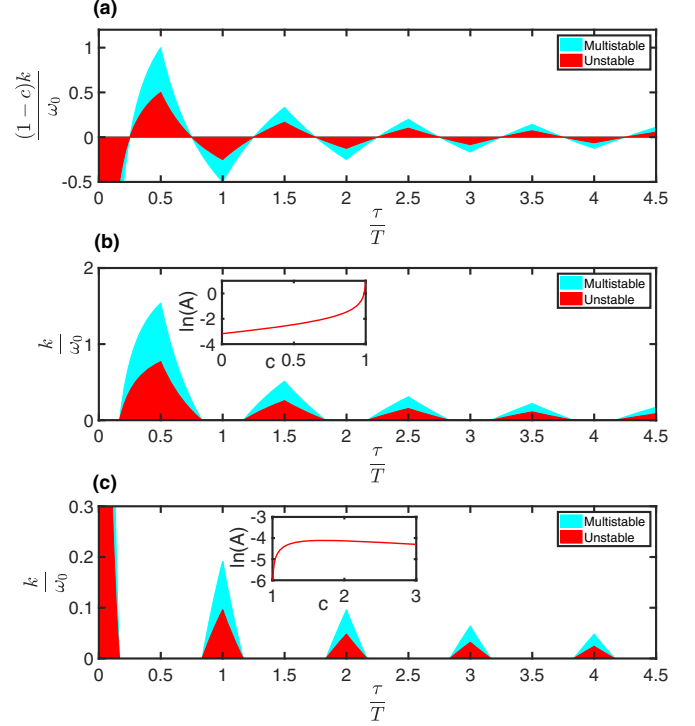 (a)
(1 − c)k
ω₀
1
0.5
0
-0.5
Multistable
Unstable
0 0.5 1 1.5 2 2.5 3 3.5 4 4.5
τ
T
(b)
k
ω₀
2
1
0
ln(A)
0
-2
-4
0 0.5 1
c
Multistable
Unstable
0 0.5 1 1.5 2 2.5 3 3.5 4 4.5
τ
T
(c)
k
ω₀
0.3
0.2
0.1
0
ln(A)
-3
-4
-5
-6
1 2 3
c
Multistable
Unstable
0 0.5 1 1.5 2 2.5 3 3.5 4 4.5
τ
T